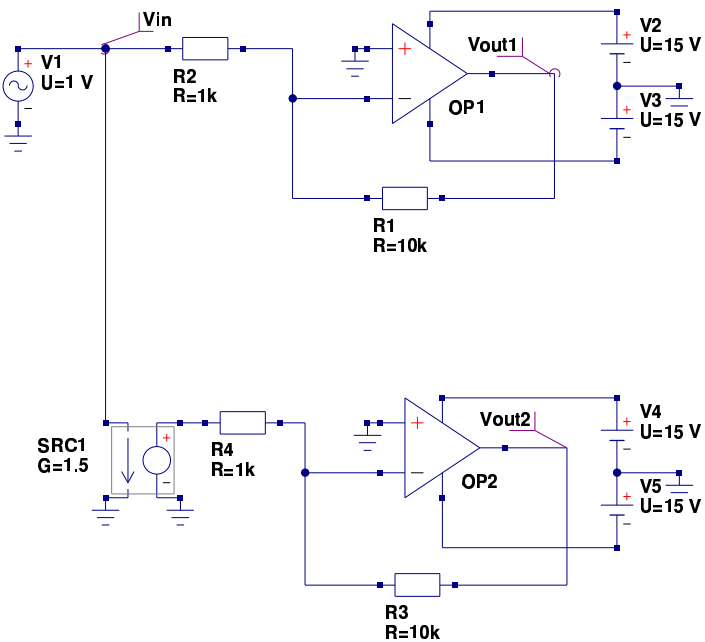 Vin
V1
U=1 V
R2
R=1k
+
−
Vout1
OP1
V2
U=15 V
V3
U=15 V
R1
R=10k
SRC1
G=1.5
R4
R=1k
+
−
Vout2
OP2
V4
U=15 V
V5
U=15 V
R3
R=10k